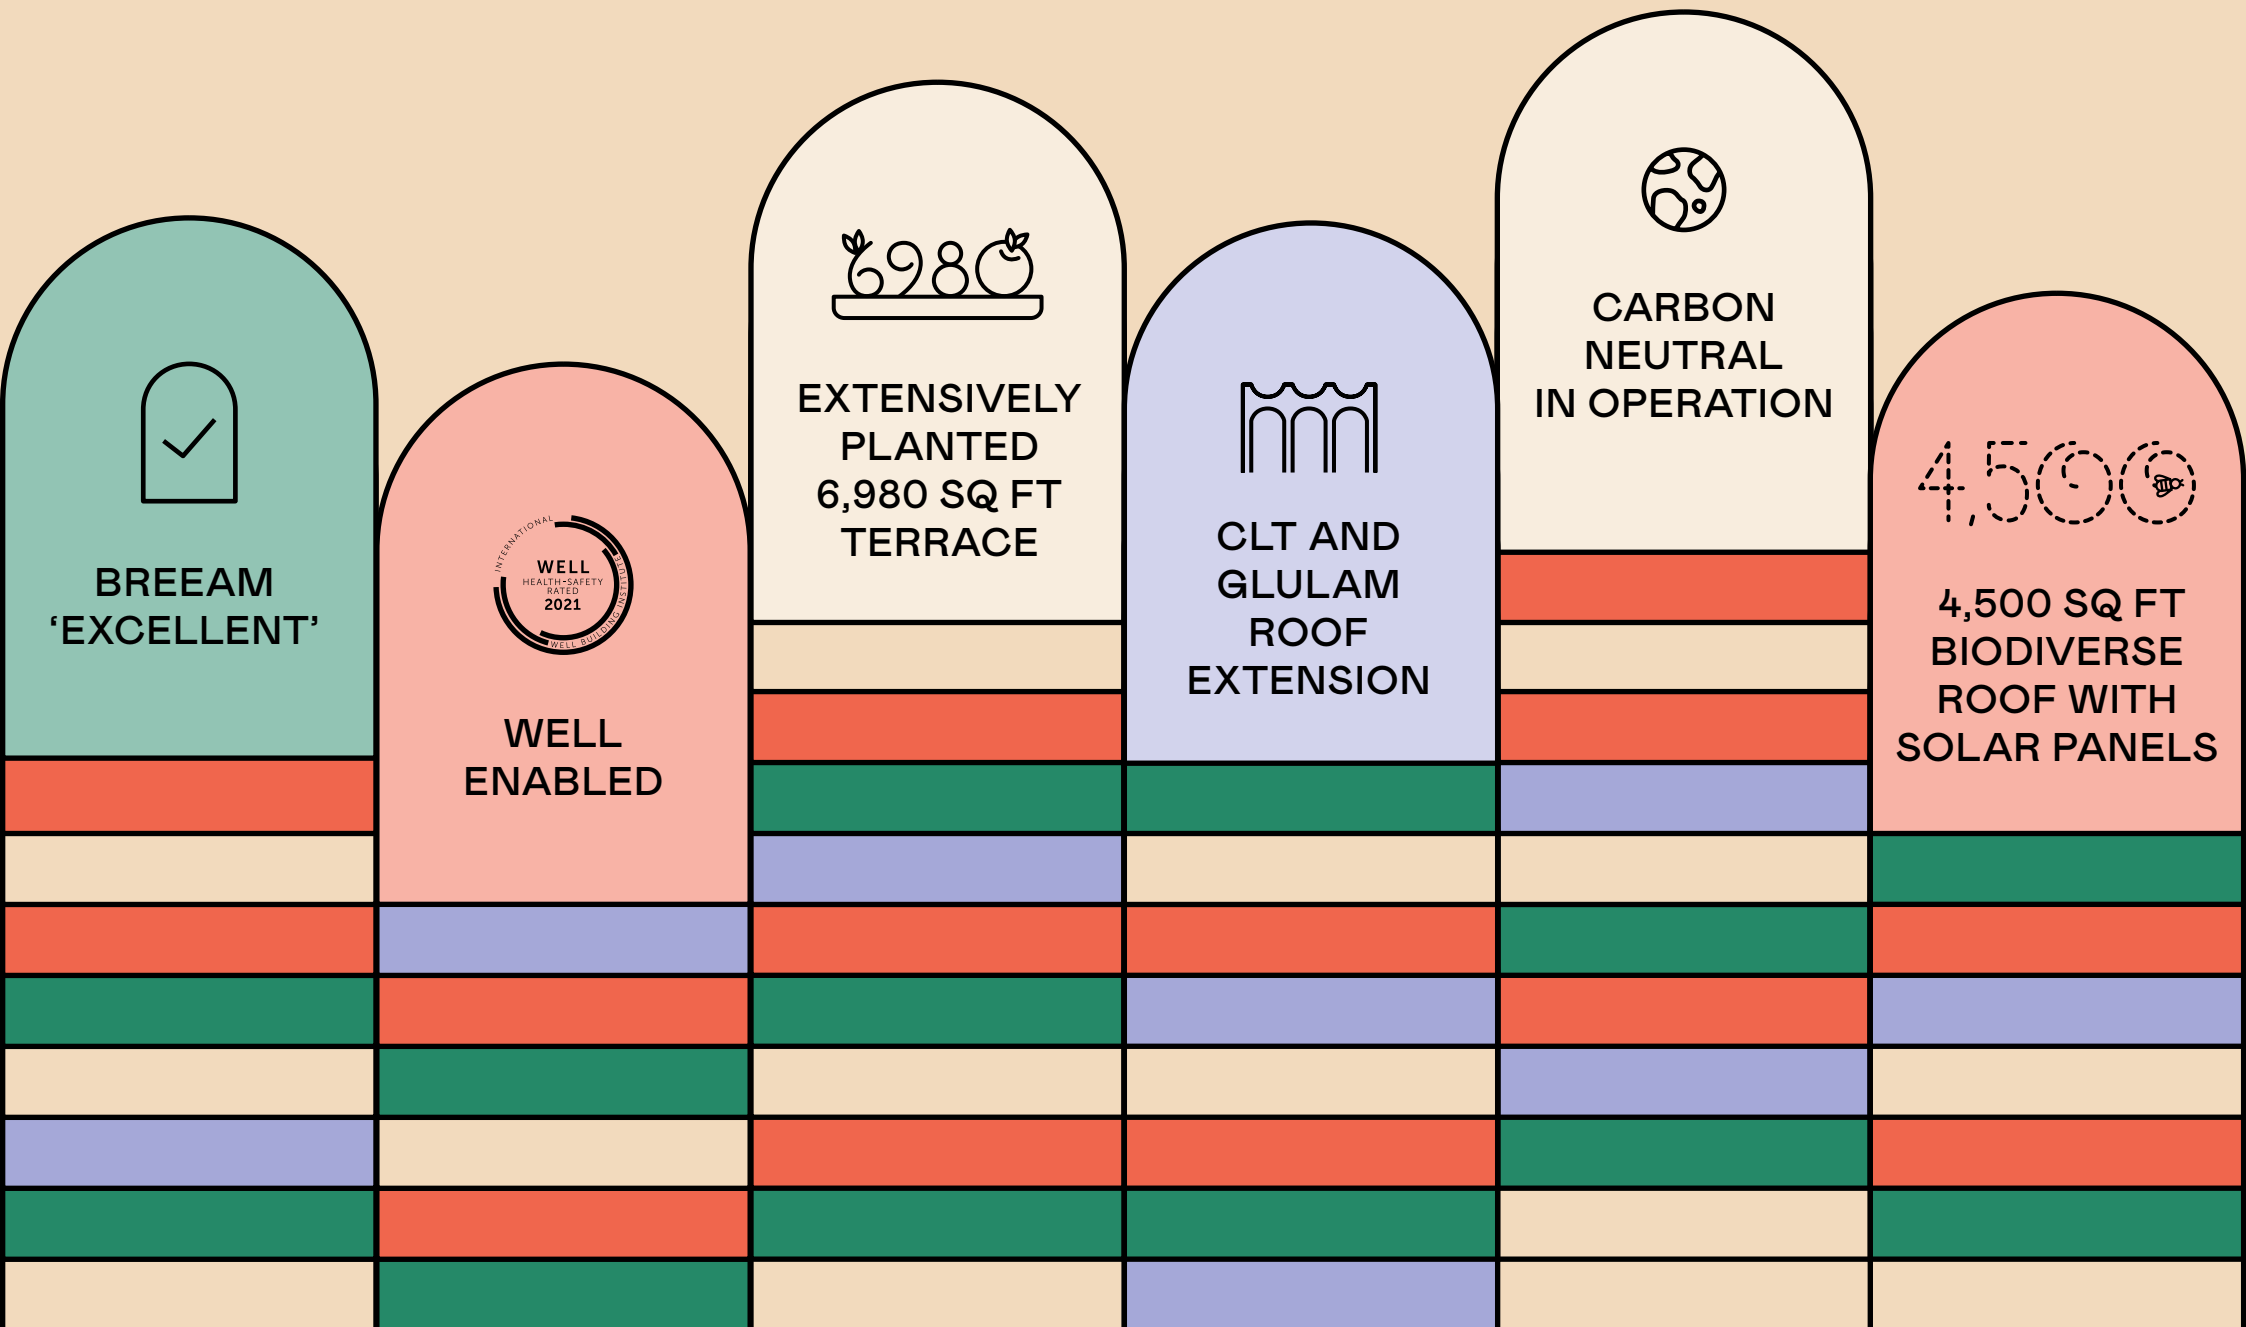 BREEAM
‘EXCELLENT’
INTERNATIONAL
WELL BUILDING INSTITUTE
WELL
HEALTH-SAFETY
RATED
2021
WELL
ENABLED
6980
EXTENSIVELY
PLANTED
6,980 SQ FT
TERRACE
CLT AND
GLULAM
ROOF
EXTENSION
CARBON
NEUTRAL
IN OPERATION
4,500
4,500 SQ FT
BIODIVERSE
ROOF WITH
SOLAR PANELS